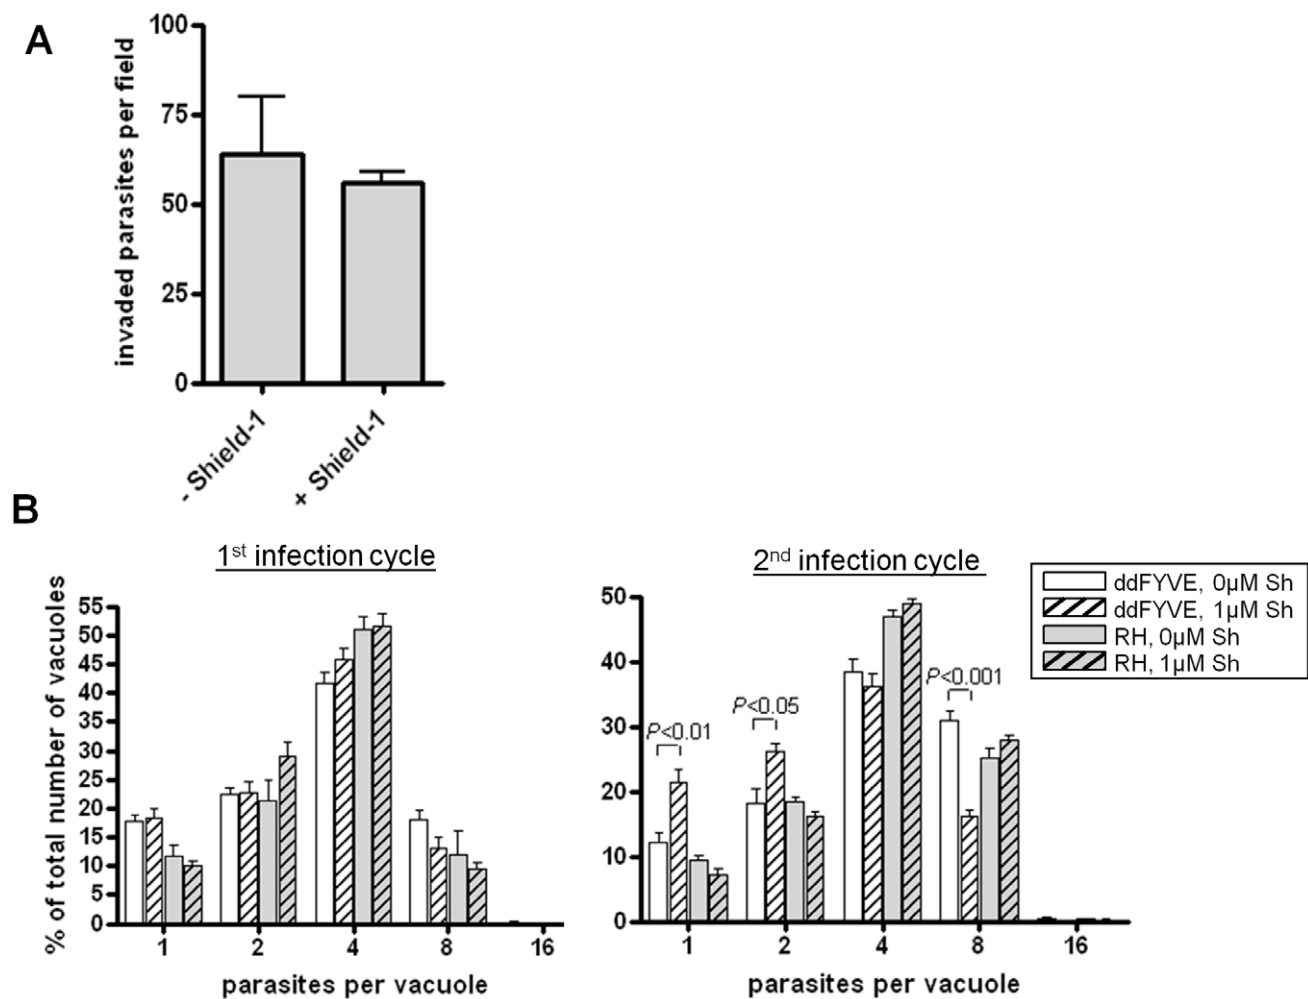 A
invaded parasites per field
100
75
50
25
0
- Shield-1
+ Shield-1
B
1st infection cycle
% of total number of vacuoles
55
50
45
40
35
30
25
20
15
10
5
0
1 2 4 8 16
parasites per vacuole
2nd infection cycle
50
40
30
20
10
0
P<0.01
P<0.05
P<0.001
1 2 4 8 16
parasites per vacuole
ddFYVE, 0µM Sh
ddFYVE, 1µM Sh
RH, 0µM Sh
RH, 1µM Sh